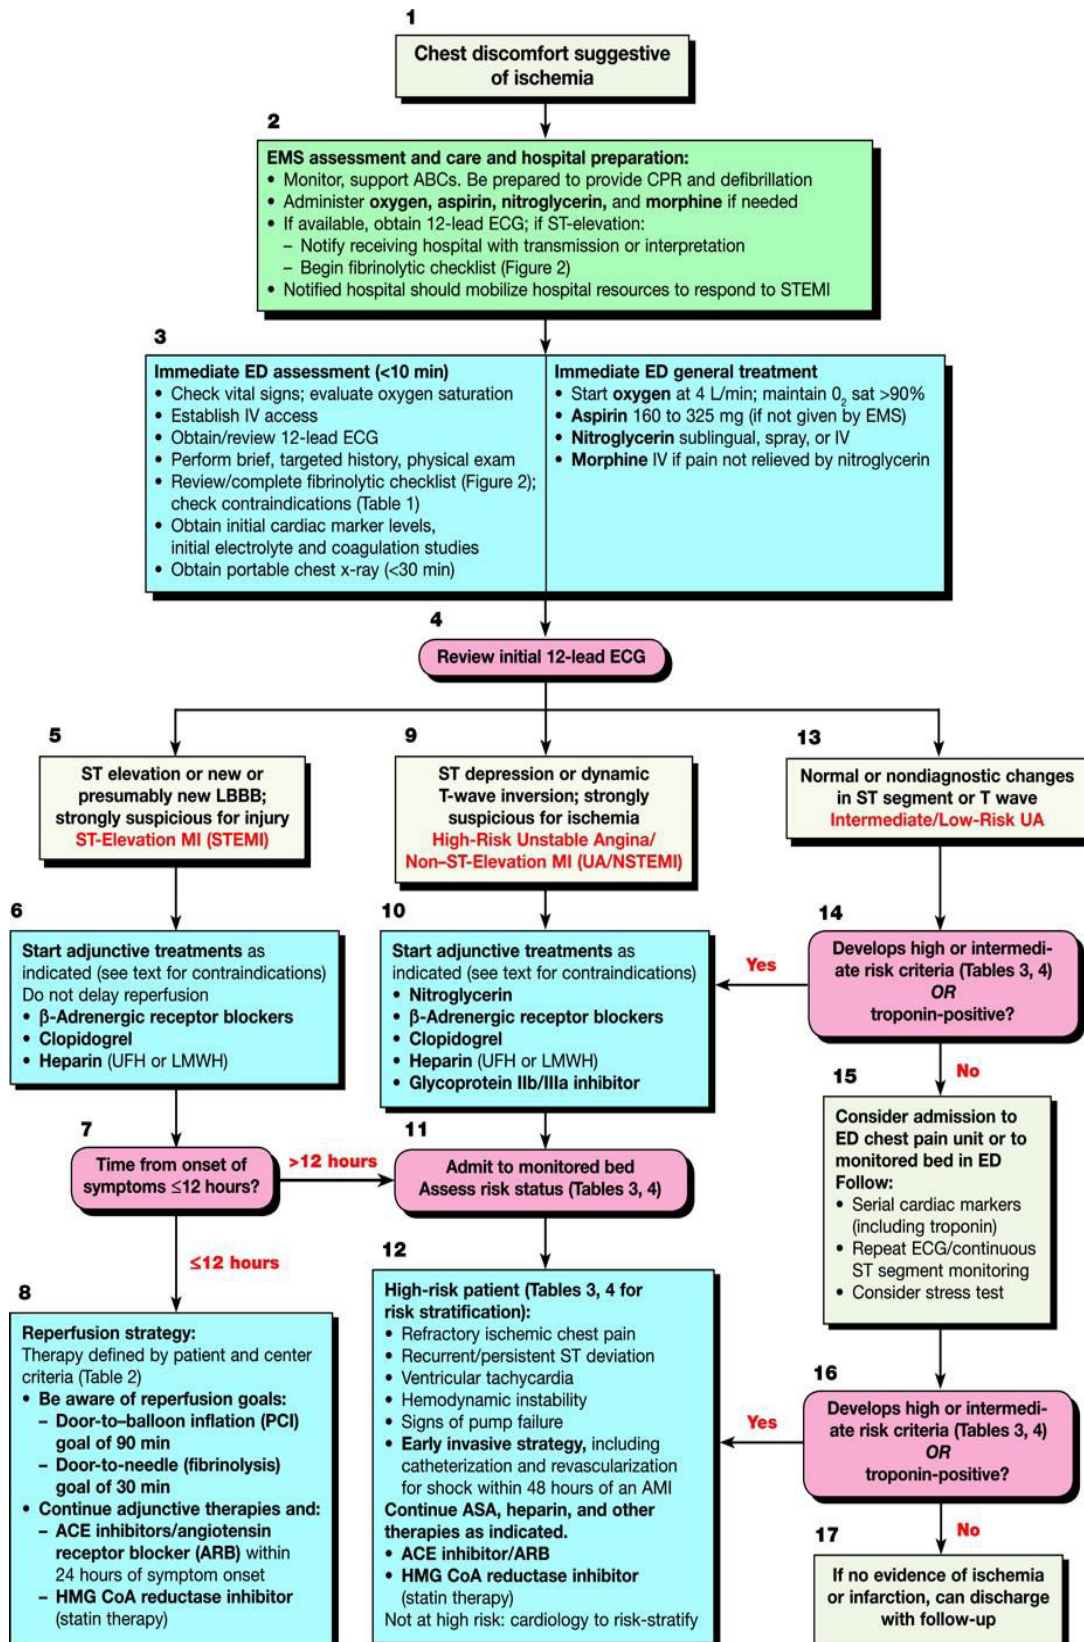 1
Chest discomfort suggestive
of ischemia
2
EMS assessment and care and hospital preparation:
• Monitor, support ABCs. Be prepared to provide CPR and defibrillation
• Administer oxygen, aspirin, nitroglycerin, and morphine if needed
• If available, obtain 12-lead ECG; if ST-elevation:
– Notify receiving hospital with transmission or interpretation
– Begin fibrinolytic checklist (Figure 2)
• Notified hospital should mobilize hospital resources to respond to STEMI
3
Immediate ED assessment (<10 min)
• Check vital signs; evaluate oxygen saturation
• Establish IV access
• Obtain/review 12-lead ECG
• Perform brief, targeted history, physical exam
• Review/complete fibrinolytic checklist (Figure 2);
check contraindications (Table 1)
• Obtain initial cardiac marker levels,
initial electrolyte and coagulation studies
• Obtain portable chest x-ray (<30 min)
Immediate ED general treatment
• Start oxygen at 4 L/min; maintain 0₂ sat >90%
• Aspirin 160 to 325 mg (if not given by EMS)
• Nitroglycerin sublingual, spray, or IV
• Morphine IV if pain not relieved by nitroglycerin
4
Review initial 12-lead ECG
5
ST elevation or new or
presumably new LBBB;
strongly suspicious for injury
ST-Elevation MI (STEMI)
9
ST depression or dynamic
T-wave inversion; strongly
suspicious for ischemia
High-Risk Unstable Angina/
Non–ST-Elevation MI (UA/NSTEMI)
13
Normal or nondiagnostic changes
in ST segment or T wave
Intermediate/Low-Risk UA
6
Start adjunctive treatments as
indicated (see text for contraindications)
Do not delay reperfusion
• β-Adrenergic receptor blockers
• Clopidogrel
• Heparin (UFH or LMWH)
10
Start adjunctive treatments as
indicated (see text for contraindications)
• Nitroglycerin
• β-Adrenergic receptor blockers
• Clopidogrel
• Heparin (UFH or LMWH)
• Glycoprotein IIb/IIIa inhibitor
Yes
14
Develops high or intermedi-
ate risk criteria (Tables 3, 4)
OR
troponin-positive?
No
7
Time from onset of
symptoms ≤12 hours?
>12 hours
≤12 hours
11
Admit to monitored bed
Assess risk status (Tables 3, 4)
15
Consider admission to
ED chest pain unit or to
monitored bed in ED
Follow:
• Serial cardiac markers
(including troponin)
• Repeat ECG/continuous
ST segment monitoring
• Consider stress test
8
Reperfusion strategy:
Therapy defined by patient and center
criteria (Table 2)
• Be aware of reperfusion goals:
– Door-to–balloon inflation (PCI)
goal of 90 min
– Door-to-needle (fibrinolysis)
goal of 30 min
• Continue adjunctive therapies and:
– ACE inhibitors/angiotensin
receptor blocker (ARB) within
24 hours of symptom onset
– HMG CoA reductase inhibitor
(statin therapy)
12
High-risk patient (Tables 3, 4 for
risk stratification):
• Refractory ischemic chest pain
• Recurrent/persistent ST deviation
• Ventricular tachycardia
• Hemodynamic instability
• Signs of pump failure
• Early invasive strategy, including
catheterization and revascularization
for shock within 48 hours of an AMI
Continue ASA, heparin, and other
therapies as indicated.
• ACE inhibitor/ARB
• HMG CoA reductase inhibitor
(statin therapy)
Not at high risk: cardiology to risk-stratify
Yes
16
Develops high or intermedi-
ate risk criteria (Tables 3, 4)
OR
troponin-positive?
No
17
If no evidence of ischemia
or infarction, can discharge
with follow-up